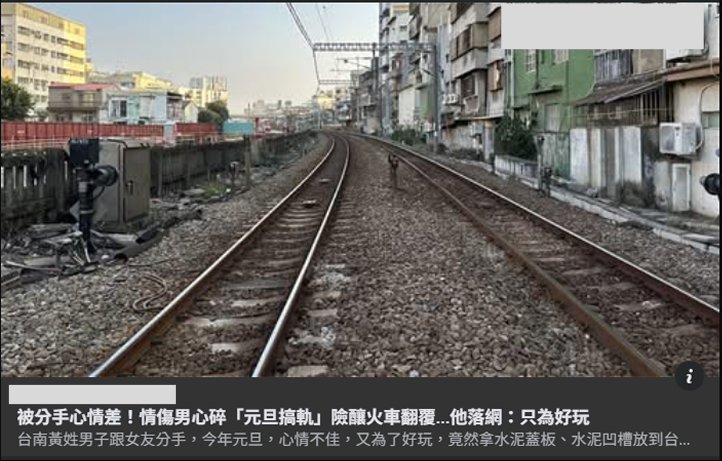 被分手心情差！情傷男心碎「元旦搞軌」險釀火車翻覆...他落網：只為好玩
台南黃姓男子跟女友分手，今年元旦，心情不佳，又為了好玩，竟然拿水泥蓋板、水泥凹槽放到台...